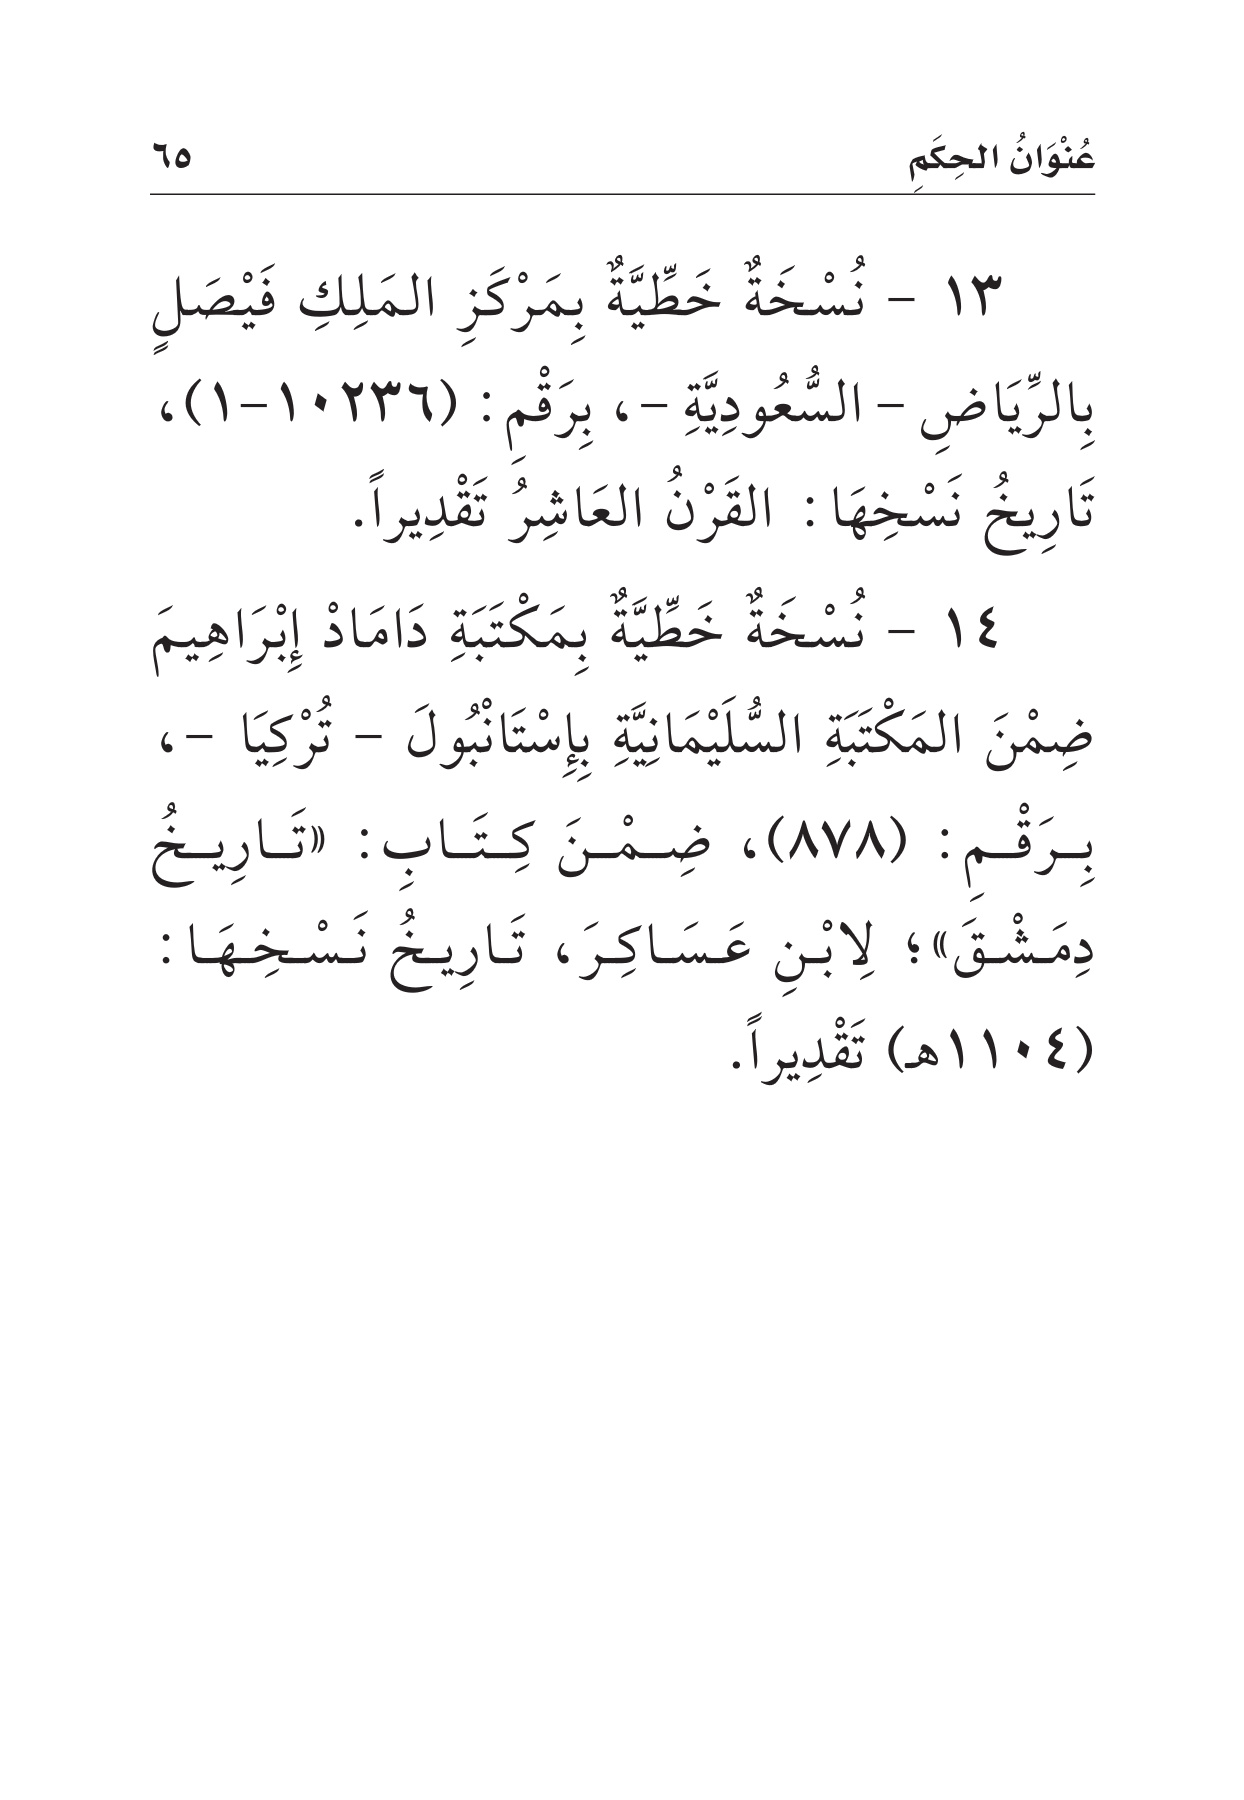 عُنْوَانُ الحِكَمِ ٦٥
١٣ - نُسْخَةٌ خَطِّيَّةٌ بِمَرْكَزِ المَلِكِ فَيْصَلٍ
بِالرِّيَاضِ - السُّعُودِيَّةِ -، بِرَقْمِ: (١٠٢٣٦-١)،
تَارِيخُ نَسْخِهَا: القَرْنُ العَاشِرُ تَقْدِيراً.
١٤ - نُسْخَةٌ خَطِّيَّةٌ بِمَكْتَبَةِ دَامَادْ إِبْرَاهِيمَ
ضِمْنَ المَكْتَبَةِ السُّلَيْمَانِيَّةِ بِإِسْتَانْبُولَ - تُرْكِيَا -،
بِرَقْمِ: (٨٧٨)، ضِمْنَ كِتَابِ: «تَارِيخُ
دِمَشْقَ»؛ لِابْنِ عَسَاكِرَ، تَارِيخُ نَسْخِهَا:
(١١٠٤هـ) تَقْدِيراً.